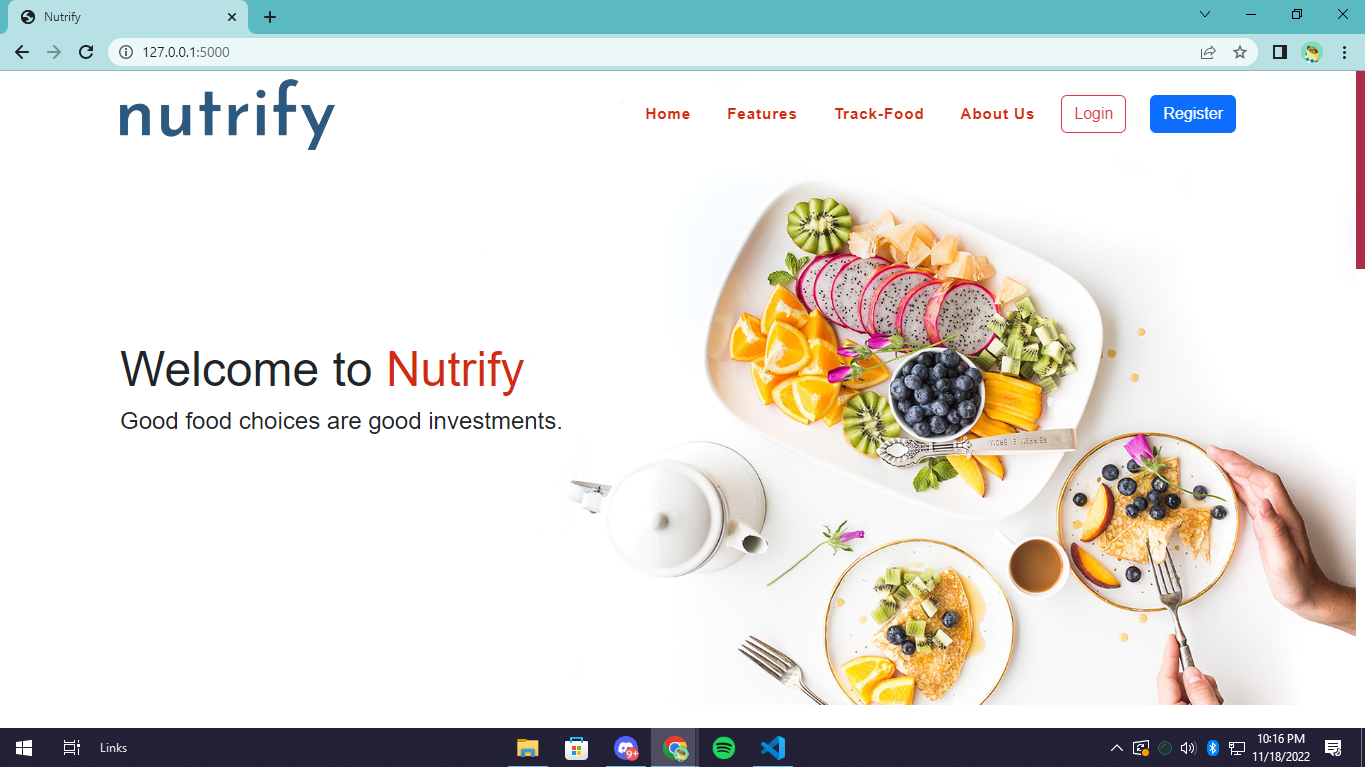 Nutrify
127.0.0.1:5000
nutrify
Home Features Track-Food About Us Login Register
Welcome to Nutrify
Good food choices are good investments.
Links
9+
10:16 PM
11/18/2022